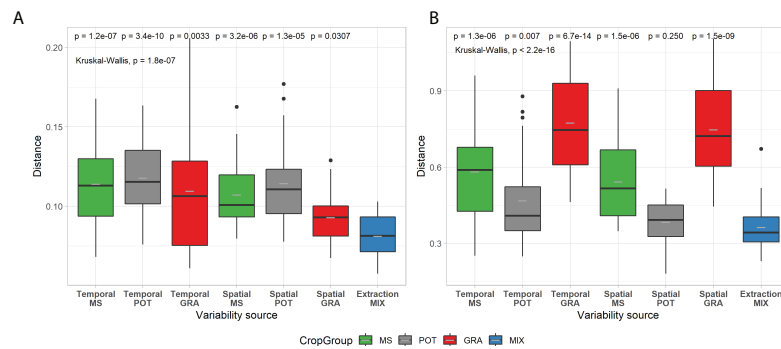 A
p = 1.2e-07 p = 3.4e-10 p = 0.0033 p = 3.2e-06 p = 1.3e-05 p = 0.0307
Kruskal-Wallis, p = 1.8e-07
0.20
0.15
0.10
Distance
Temporal MS
Temporal POT
Temporal GRA
Spatial MS
Spatial POT
Spatial GRA
Extraction MIX
Variability source
B
p = 1.3e-06 p = 0.007 p = 6.7e-14 p = 1.5e-06 p = 0.250 p = 1.5e-09
Kruskal-Wallis, p < 2.2e-16
0.9
0.6
0.3
Distance
Temporal MS
Temporal POT
Temporal GRA
Spatial MS
Spatial POT
Spatial GRA
Extraction MIX
Variability source
CropGroup MS POT GRA MIX